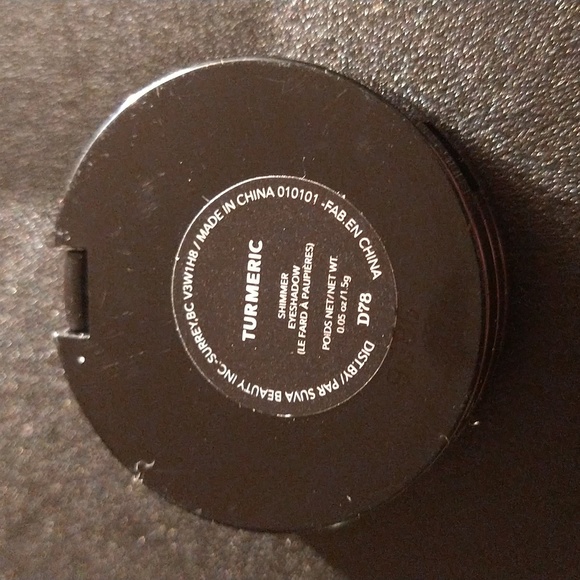 TURMERIC
SHIMMER
EYESHADOW
(LE FARD À PAUPIÈRES)
POIDS NET/NET WT.
0.05 oz/1.5g
D78
DIST.BY/ PAR SUVA BEAUTY INC.-SURREY,BC V3W1H8 / MADE IN CHINA 010101 -FAB.EN CHINA